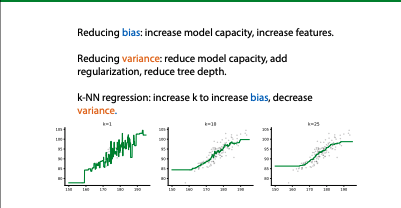 Reducing bias: increase model capacity, increase features.
Reducing variance: reduce model capacity, add
regularization, reduce tree depth.
k-NN regression: increase k to increase bias, decrease
variance.
k=1 k=10 k=25
105 105 105
100 100 100
95 95 95
90 90 90
85 85 85
80 80 80
150 160 170 180 190 150 160 170 180 190 150 160 170 180 190